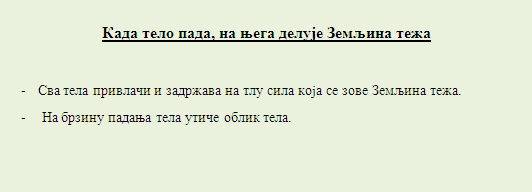 Када тело пада, на њега делује Земљина тежа
- Сва тела привлачи и задржава на тлу сила која се зове Земљина тежа.
- На брзину падања тела утиче облик тела.